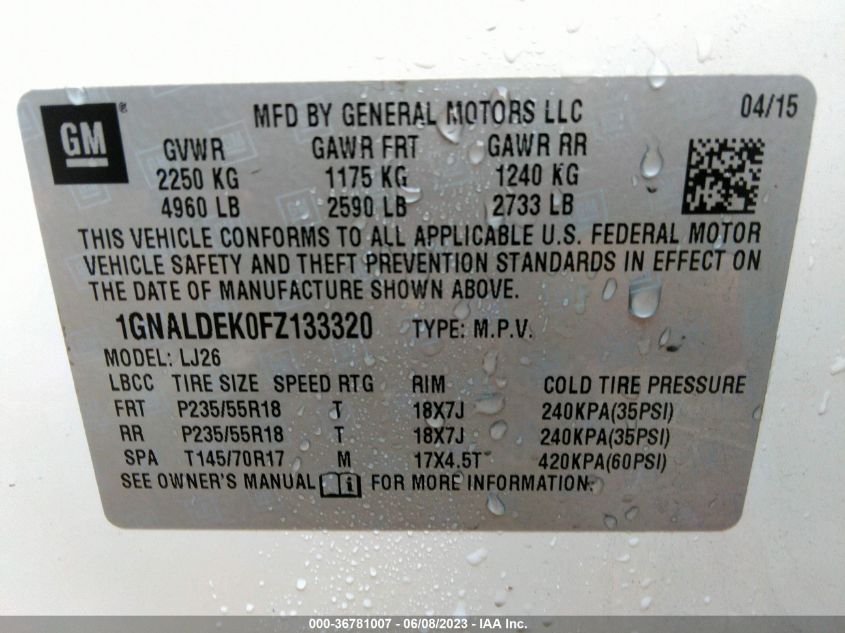 GM ® MFD BY GENERAL MOTORS LLC 04/15
GVWR GAWR FRT GAWR RR
2250 KG 1175 KG 1240 KG
4960 LB 2590 LB 2733 LB
THIS VEHICLE CONFORMS TO ALL APPLICABLE U.S. FEDERAL MOTOR
VEHICLE SAFETY AND THEFT PREVENTION STANDARDS IN EFFECT ON
THE DATE OF MANUFACTURE SHOWN ABOVE.
1GNALDEK0FZ133320 TYPE: M.P.V.
MODEL: LJ26
LBCC TIRE SIZE SPEED RTG RIM COLD TIRE PRESSURE
FRT P235/55R18 T 18X7J 240KPA(35PSI)
RR P235/55R18 T 18X7J 240KPA(35PSI)
SPA T145/70R17 M 17X4.5T 420KPA(60PSI)
SEE OWNER'S MANUAL i FOR MORE INFORMATION.
000-36781007 - 06/08/2023 - IAA Inc.